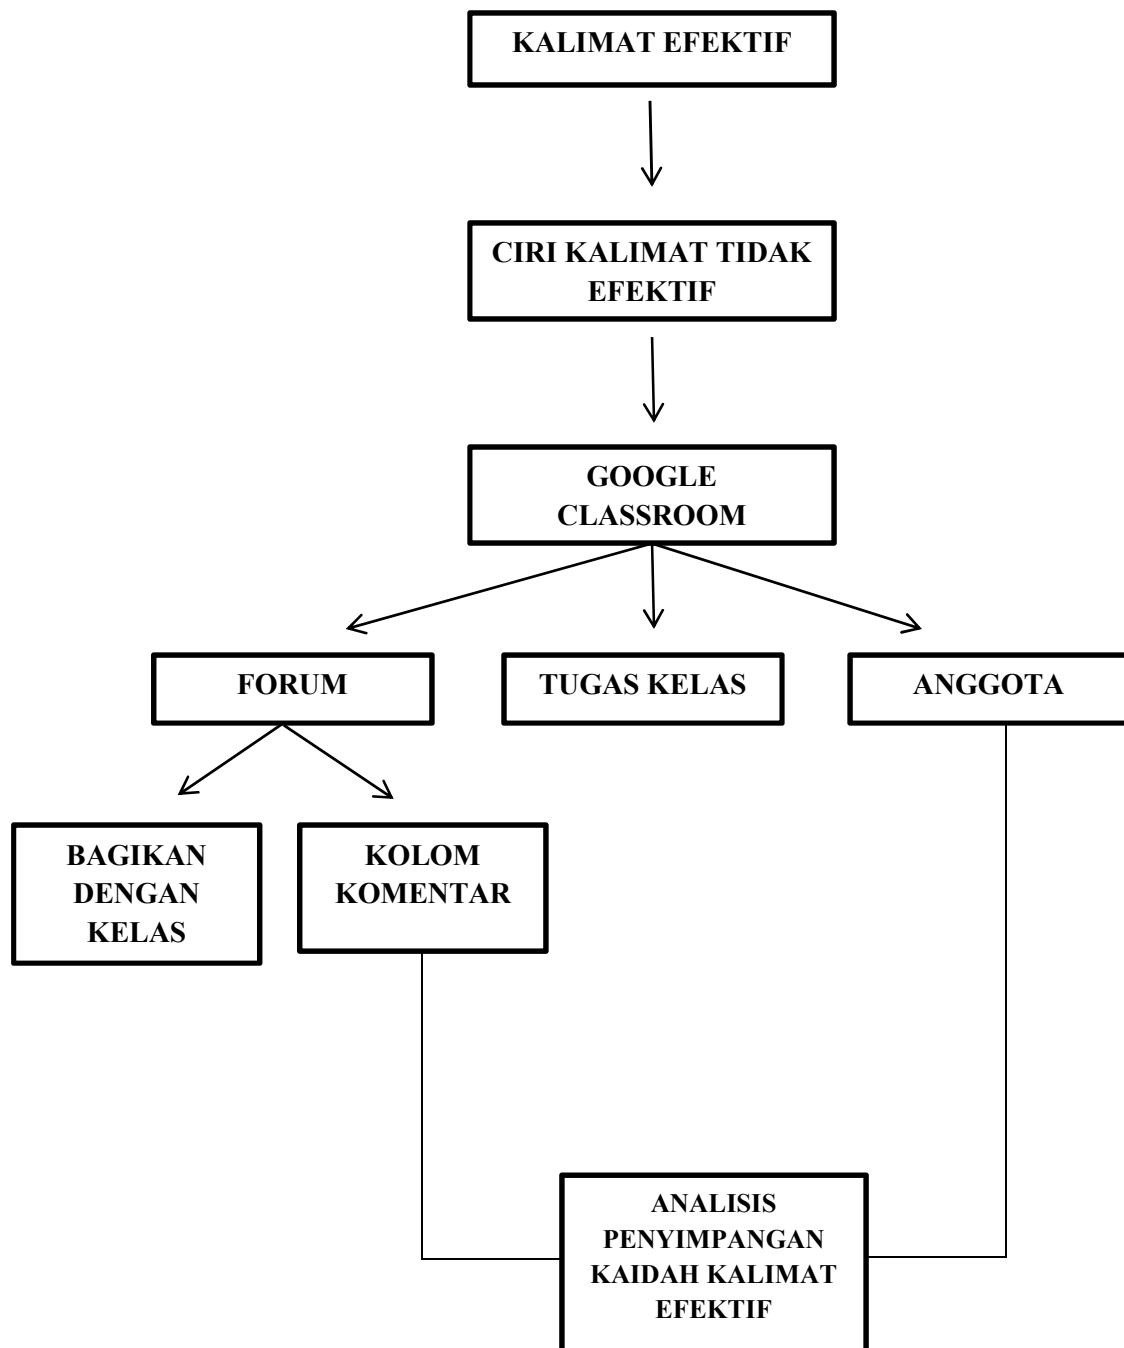 KALIMAT EFEKTIF
CIRI KALIMAT TIDAK
EFEKTIF
GOOGLE
CLASSROOM
FORUM
TUGAS KELAS
ANGGOTA
BAGIKAN
DENGAN
KELAS
KOLOM
KOMENTAR
ANALISIS
PENYIMPANGAN
KAIDAH KALIMAT
EFEKTIF